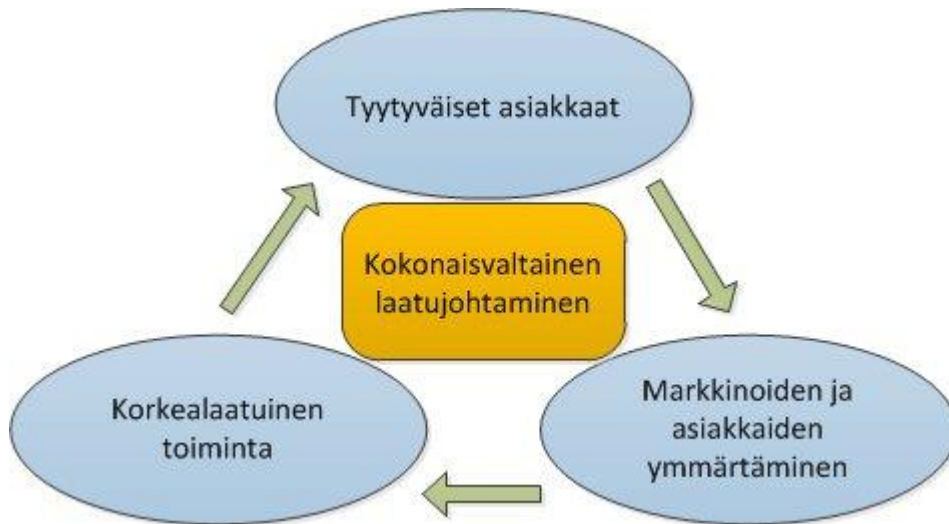 Tyytyväiset asiakkaat
Kokonaisvaltainen
laatujohtaminen
Korkealaatuinen
toiminta
Markkinoiden ja
asiakkaiden
ymmärtäminen